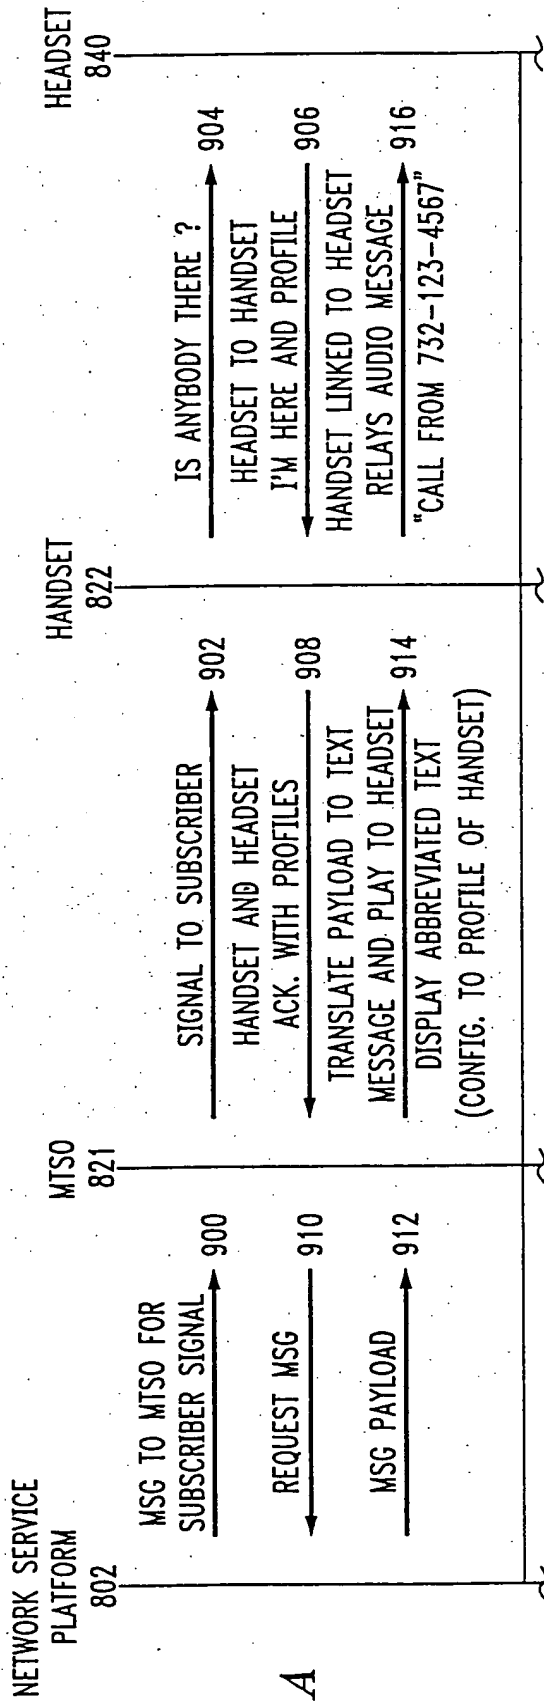 NETWORK SERVICE
PLATFORM
802
MTSO
821
HANDSET
822
HEADSET
840
A
MSG TO MTSO FOR
SUBSCRIBER SIGNAL
900
REQUEST MSG
910
MSG PAYLOAD
912
SIGNAL TO SUBSCRIBER
902
HANDSET AND HEADSET
ACK. WITH PROFILES
908
TRANSLATE PAYLOAD TO TEXT
MESSAGE AND PLAY TO HEADSET
914
DISPLAY ABBREVIATED TEXT
(CONFIG. TO PROFILE OF HANDSET)
IS ANYBODY THERE ?
904
HEADSET TO HANDSET
I'M HERE AND PROFILE
906
HANDSET LINKED TO HEADSET
RELAYS AUDIO MESSAGE
916
"CALL FROM 732-123-4567"